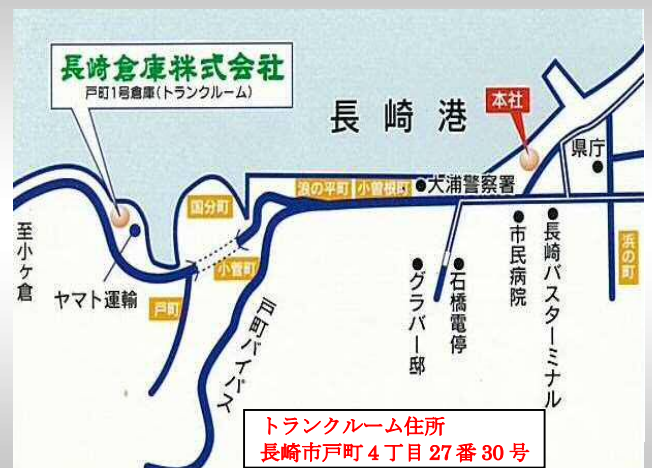 長崎倉庫株式会社
戸町1号倉庫(トランクルーム)
長崎港
本社
県庁
浪の平町
小曽根町
大浦警察署
国分町
小菅町
戸町
至小ヶ倉
ヤマト運輸
戸町バイパス
グラバー邸
石橋電停
市民病院
長崎バスターミナル
浜の町
トランクルーム住所
長崎市戸町4丁目27番30号